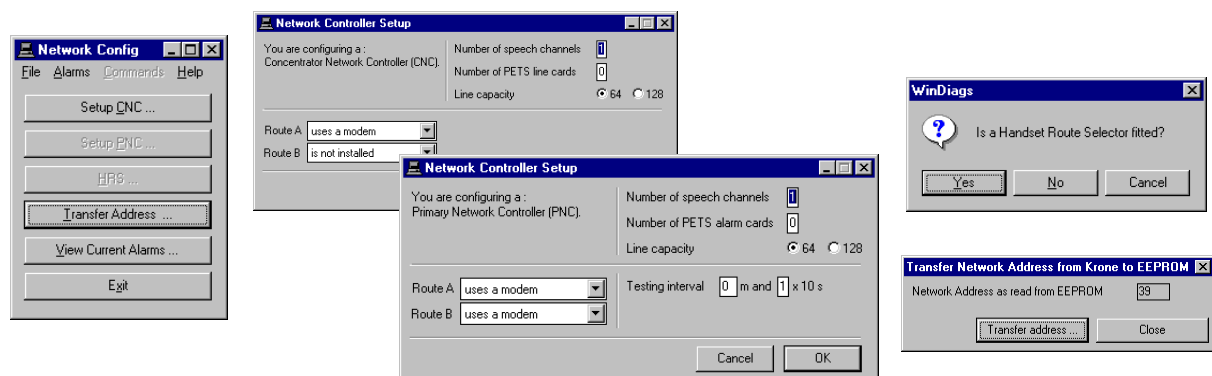 Network Config
File Alarms Commands Help
Setup CNC ...
Setup PNC ...
HRS ...
Transfer Address ...
View Current Alarms ...
Exit
Network Controller Setup
You are configuring a :
Concentrator Network Controller (CNC).
Number of speech channels 1
Number of PETS line cards 0
Line capacity 64 128
Route A uses a modem
Route B is not installed
Network Controller Setup
You are configuring a :
Primary Network Controller (PNC).
Number of speech channels 1
Number of PETS alarm cards 0
Line capacity 64 128
Route A uses a modem
Route B uses a modem
Testing interval 0 m and 1 x 10 s
Cancel OK
WinDiags
Is a Handset Route Selector fitted?
Yes No Cancel
Transfer Network Address from Krone to EEPROM
Network Address as read from EEPROM 39
Transfer address ... Close